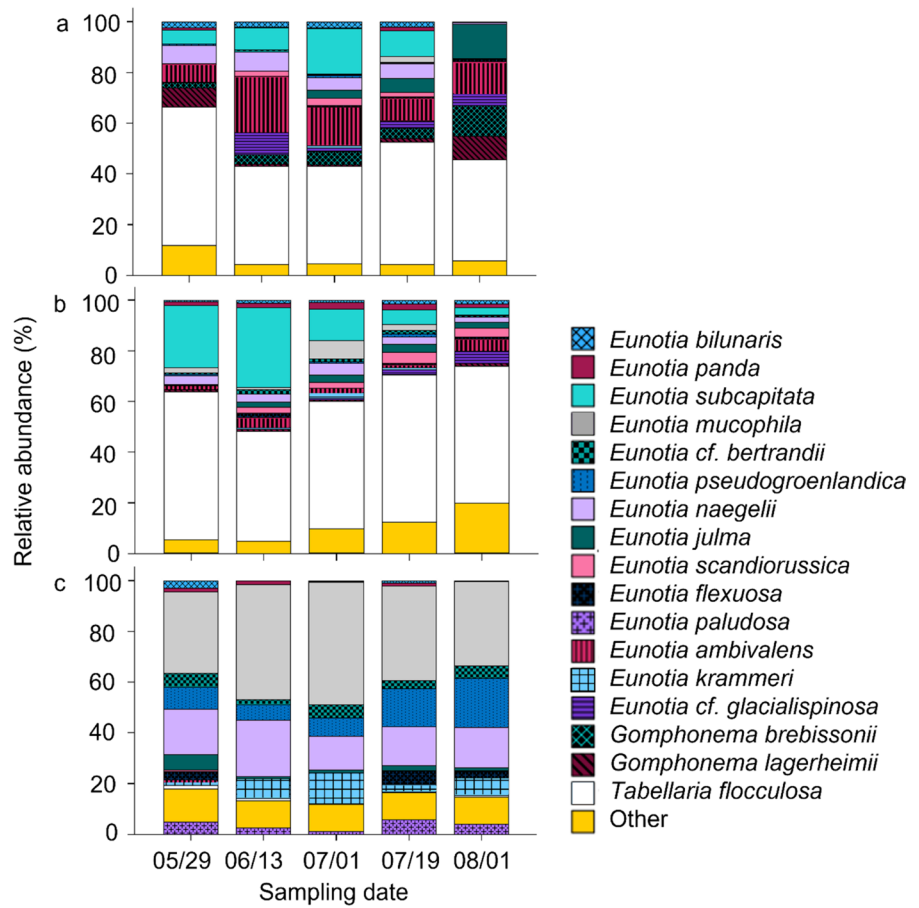 a
100
80
60
40
20
0
b
100
80
60
40
20
0
c
100
80
60
40
20
0
Relative abundance (%)
05/29 06/13 07/01 07/19 08/01
Sampling date
Eunotia bilunaris
Eunotia panda
Eunotia subcapitata
Eunotia mucophila
Eunotia cf. bertrandii
Eunotia pseudogroenlandica
Eunotia naegelii
Eunotia julma
Eunotia scandiorussica
Eunotia flexuosa
Eunotia paludosa
Eunotia ambivalens
Eunotia krammeri
Eunotia cf. glacialispinosa
Gomphonema brebissonii
Gomphonema lagerheimii
Tabellaria flocculosa
Other